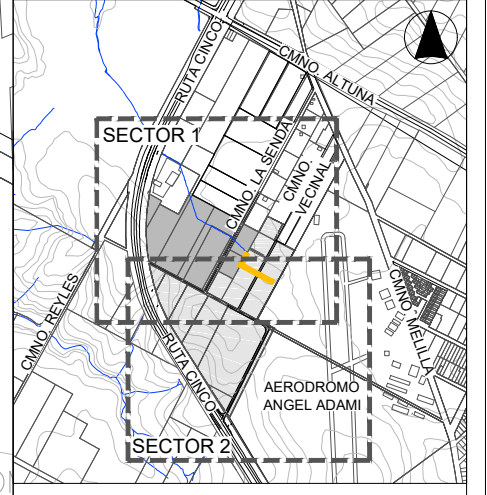 RUTA CINCO
CMNO. ALTUNA
SECTOR 1
CMNO. LA SENDA
CMNO.
VECINAL
CMNO. REYLES
CMNO. MELILLA
RUTA CINCO
AERODROMO
ANGEL ADAMI
SECTOR 2